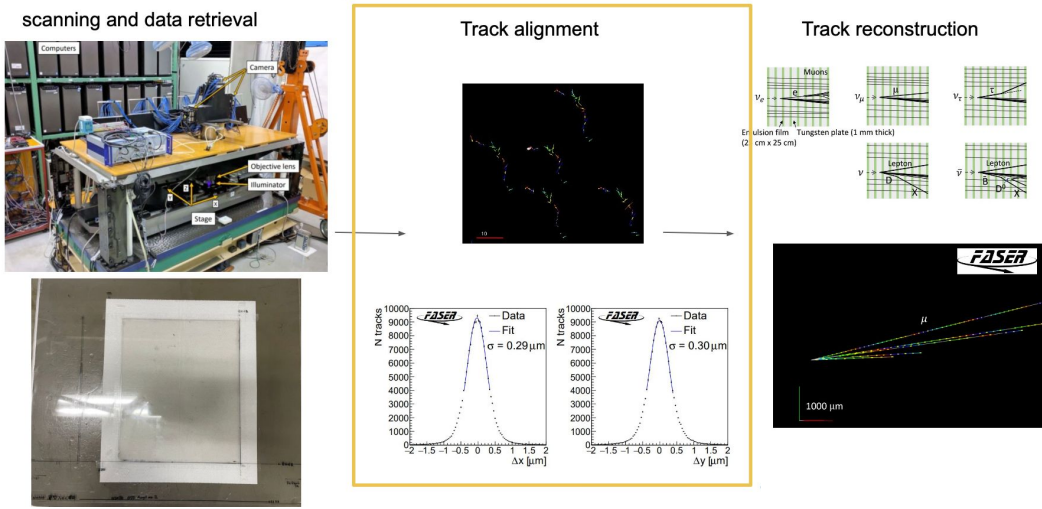 scanning and data retrieval
Computers
Camera
Objective lens
Illuminator
Z
Y
X
Stage
Track alignment
10
FASER
N tracks
10000
9000
8000
7000
6000
5000
4000
3000
2000
1000
0
Data
Fit
σ = 0.29 μm
−2 −1.5 −1 −0.5 0 0.5 1 1.5 2
Δx [μm]
FASER
N tracks
10000
9000
8000
7000
6000
5000
4000
3000
2000
1000
0
Data
Fit
σ = 0.30 μm
−2 −1.5 −1 −0.5 0 0.5 1 1.5 2
Δy [μm]
Track reconstruction
Muons
νe
e
νμ
μ
ντ
τ
Emulsion film Tungsten plate (1 mm thick)
cm x 25 cm)
ν
Lepton
D
X
ν̄
Lepton
B
D⁰
X
FASER
μ
1000 μm